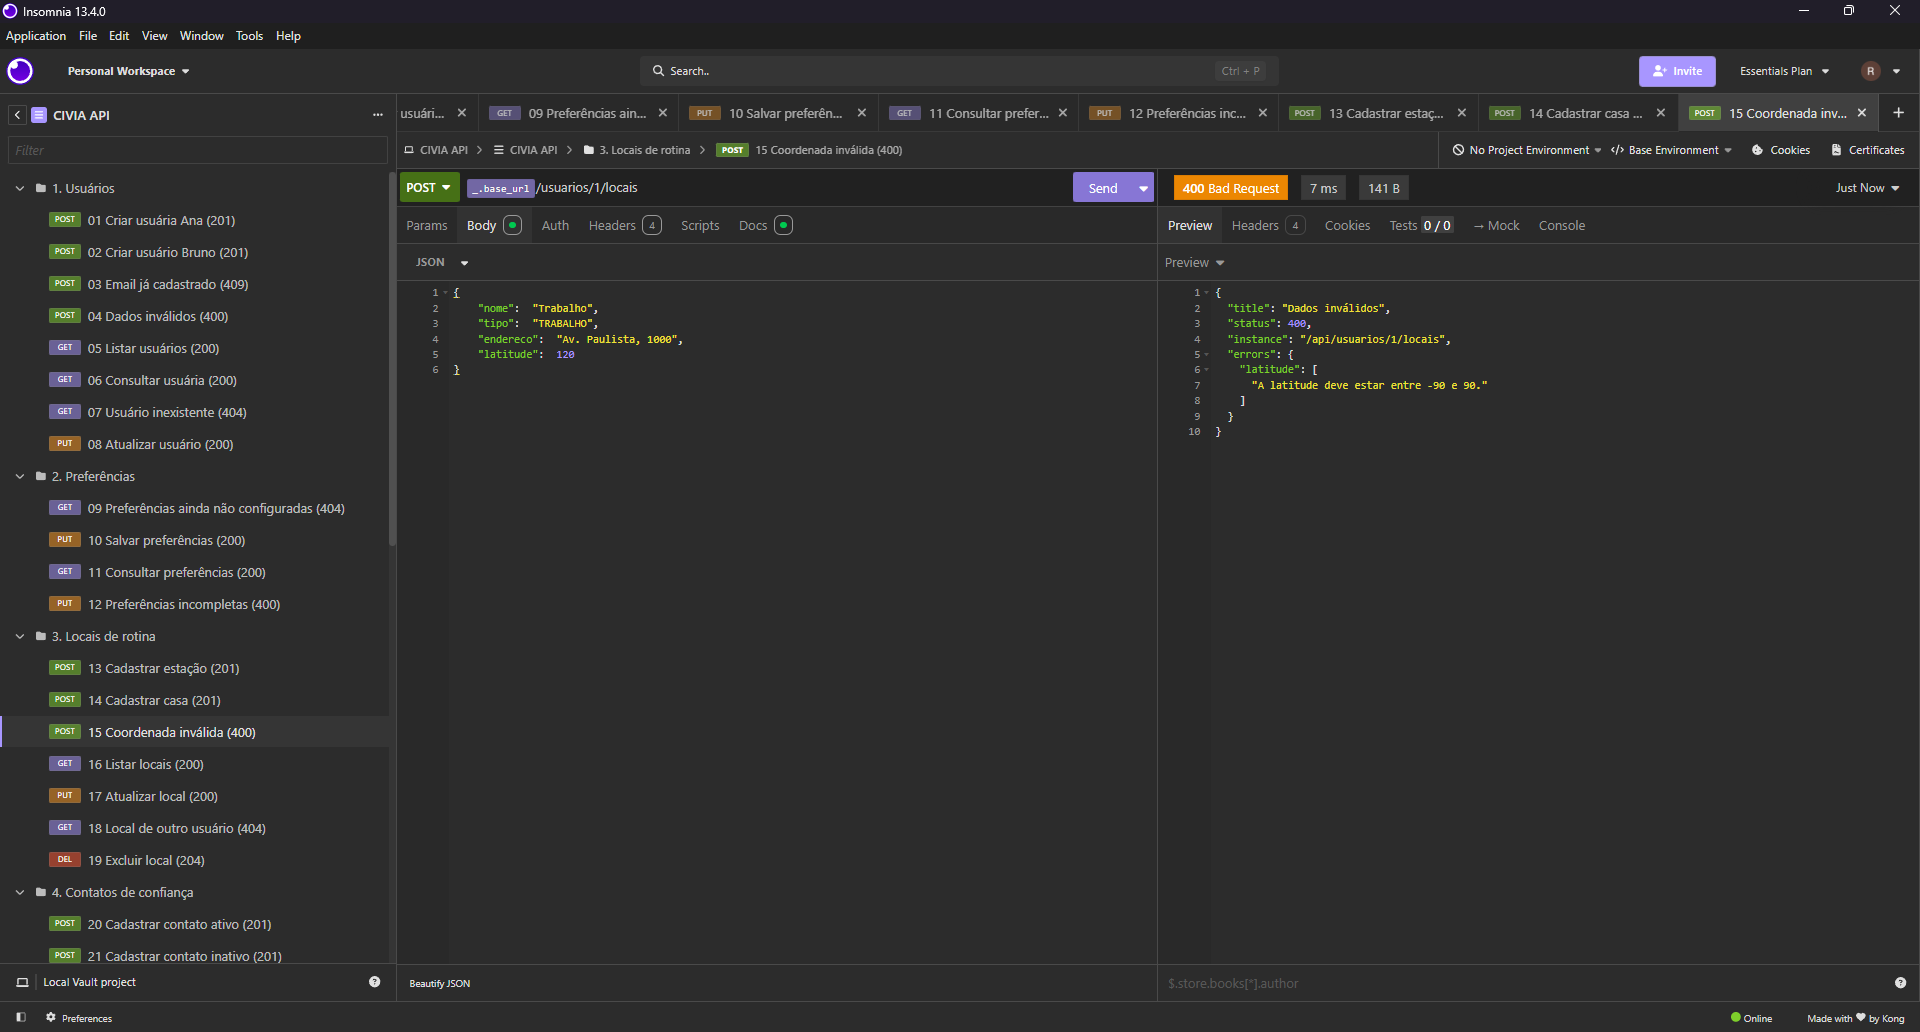 Insomnia 13.4.0
Application File Edit View Window Tools Help
Personal Workspace
Search..
Ctrl + P
Invite
Essentials Plan
R
CIVIA API
usuári...
GET 09 Preferências ain...
PUT 10 Salvar preferên...
GET 11 Consultar prefer...
PUT 12 Preferências inc...
POST 13 Cadastrar estaç...
POST 14 Cadastrar casa ...
POST 15 Coordenada inv...
Filter
CIVIA API > CIVIA API > 3. Locais de rotina > POST 15 Coordenada inválida (400)
No Project Environment
Base Environment
Cookies
Certificates
1. Usuários
POST 01 Criar usuária Ana (201)
POST 02 Criar usuário Bruno (201)
POST 03 Email já cadastrado (409)
POST 04 Dados inválidos (400)
GET 05 Listar usuários (200)
GET 06 Consultar usuária (200)
GET 07 Usuário inexistente (404)
PUT 08 Atualizar usuário (200)
2. Preferências
GET 09 Preferências ainda não configuradas (404)
PUT 10 Salvar preferências (200)
GET 11 Consultar preferências (200)
PUT 12 Preferências incompletas (400)
3. Locais de rotina
POST 13 Cadastrar estação (201)
POST 14 Cadastrar casa (201)
POST 15 Coordenada inválida (400)
GET 16 Listar locais (200)
PUT 17 Atualizar local (200)
GET 18 Local de outro usuário (404)
DEL 19 Excluir local (204)
4. Contatos de confiança
POST 20 Cadastrar contato ativo (201)
POST 21 Cadastrar contato inativo (201)
Local Vault project
POST _.base_url /usuarios/1/locais
Send
Params Body Auth Headers 4 Scripts Docs
JSON
1 {
2 "nome": "Trabalho",
3 "tipo": "TRABALHO",
4 "endereco": "Av. Paulista, 1000",
5 "latitude": 120
6 }
Beautify JSON
400 Bad Request 7 ms 141 B
Just Now
Preview Headers 4 Cookies Tests 0 / 0 → Mock Console
Preview
1 {
2 "title": "Dados inválidos",
3 "status": 400,
4 "instance": "/api/usuarios/1/locais",
5 "errors": {
6 "latitude": [
7 "A latitude deve estar entre -90 e 90."
8 ]
9 }
10 }
$.store.books[*].author
Preferences
Online
Made with ♥ by Kong